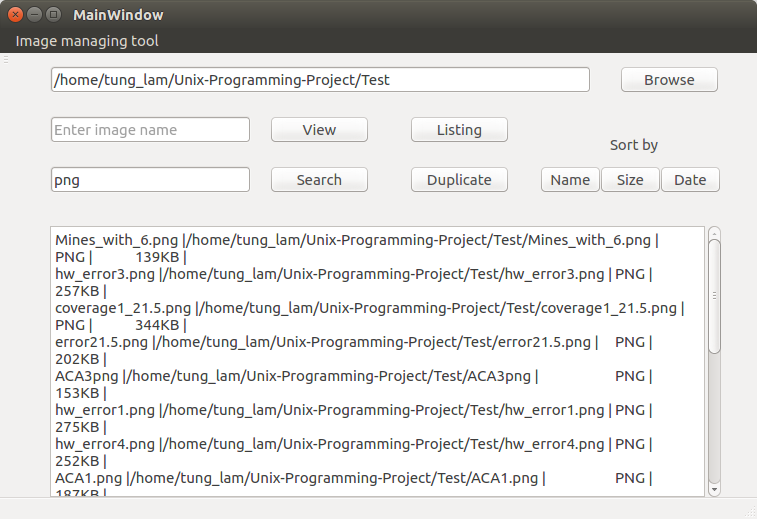 MainWindow
Image managing tool
/home/tung_lam/Unix-Programming-Project/Test
Browse
Enter image name
View
Listing
Sort by
png
Search
Duplicate
Name
Size
Date
Mines_with_6.png |/home/tung_lam/Unix-Programming-Project/Test/Mines_with_6.png |
PNG | 139KB |
hw_error3.png |/home/tung_lam/Unix-Programming-Project/Test/hw_error3.png | PNG |
257KB |
coverage1_21.5.png |/home/tung_lam/Unix-Programming-Project/Test/coverage1_21.5.png |
PNG | 344KB |
error21.5.png |/home/tung_lam/Unix-Programming-Project/Test/error21.5.png | PNG |
202KB |
ACA3png |/home/tung_lam/Unix-Programming-Project/Test/ACA3png | PNG |
153KB |
hw_error1.png |/home/tung_lam/Unix-Programming-Project/Test/hw_error1.png | PNG |
275KB |
hw_error4.png |/home/tung_lam/Unix-Programming-Project/Test/hw_error4.png | PNG |
252KB |
ACA1.png |/home/tung_lam/Unix-Programming-Project/Test/ACA1.png | PNG |
187KB |